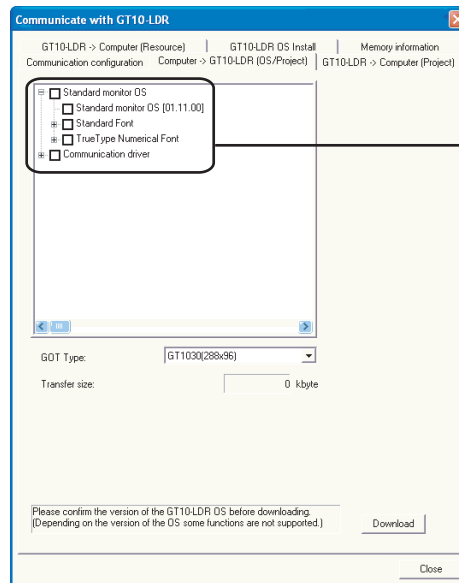 Communicate with GT10-LDR
GT10-LDR -> Computer (Resource) GT10-LDR OS Install Memory information
Communication configuration Computer -> GT10-LDR (OS/Project) GT10-LDR -> Computer (Project)
Standard monitor OS
Standard monitor OS [01.11.00]
Standard Font
TrueType Numerical Font
Communication driver
GOT Type: GT1030(288x96)
Transfer size: 0 kbyte
Please confirm the version of the GT10-LDR OS before downloading.
(Depending on the version of the OS some functions are not supported.)
Download
Close